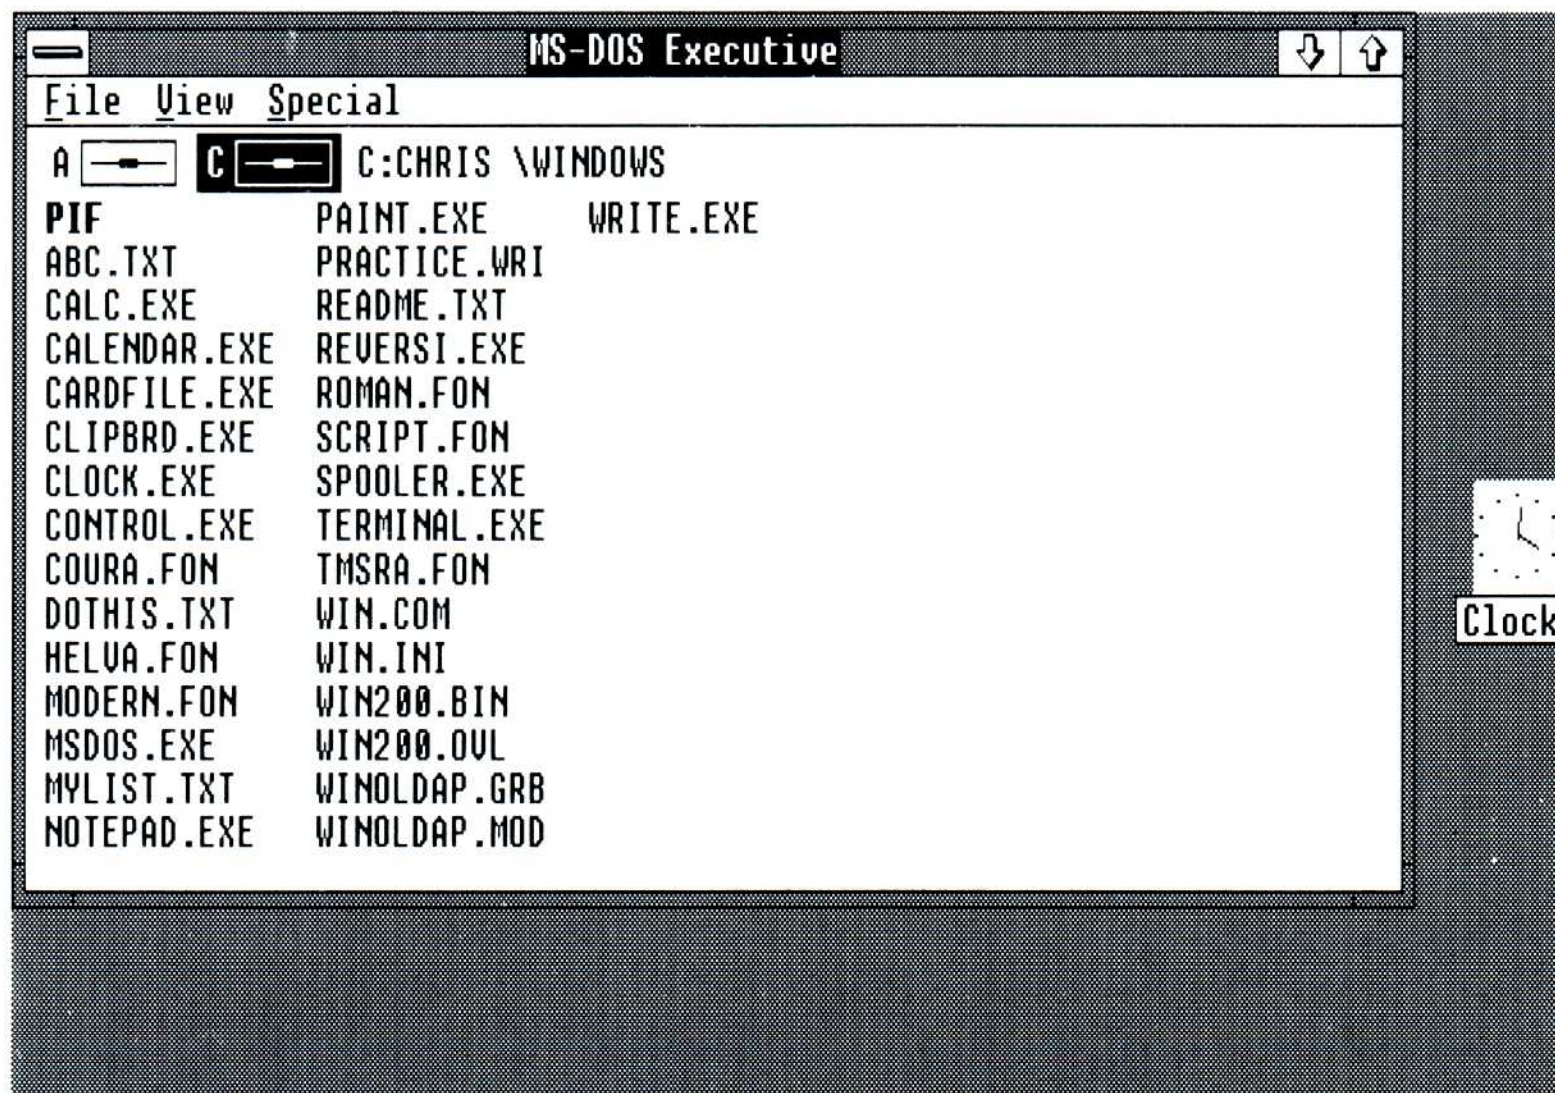 MS-DOS Executive
File View Special
A C C:CHRIS \WINDOWS
PIF PAINT.EXE WRITE.EXE
ABC.TXT PRACTICE.WRI
CALC.EXE README.TXT
CALENDAR.EXE REVERSI.EXE
CARDFILE.EXE ROMAN.FON
CLIPBRD.EXE SCRIPT.FON
CLOCK.EXE SPOOLER.EXE
CONTROL.EXE TERMINAL.EXE
COURA.FON TMSRA.FON
DOTHIS.TXT WIN.COM
HELVA.FON WIN.INI
MODERN.FON WIN200.BIN
MSDOS.EXE WIN200.OVL
MYLIST.TXT WINOLDAP.GRB
NOTEPAD.EXE WINOLDAP.MOD
Clock